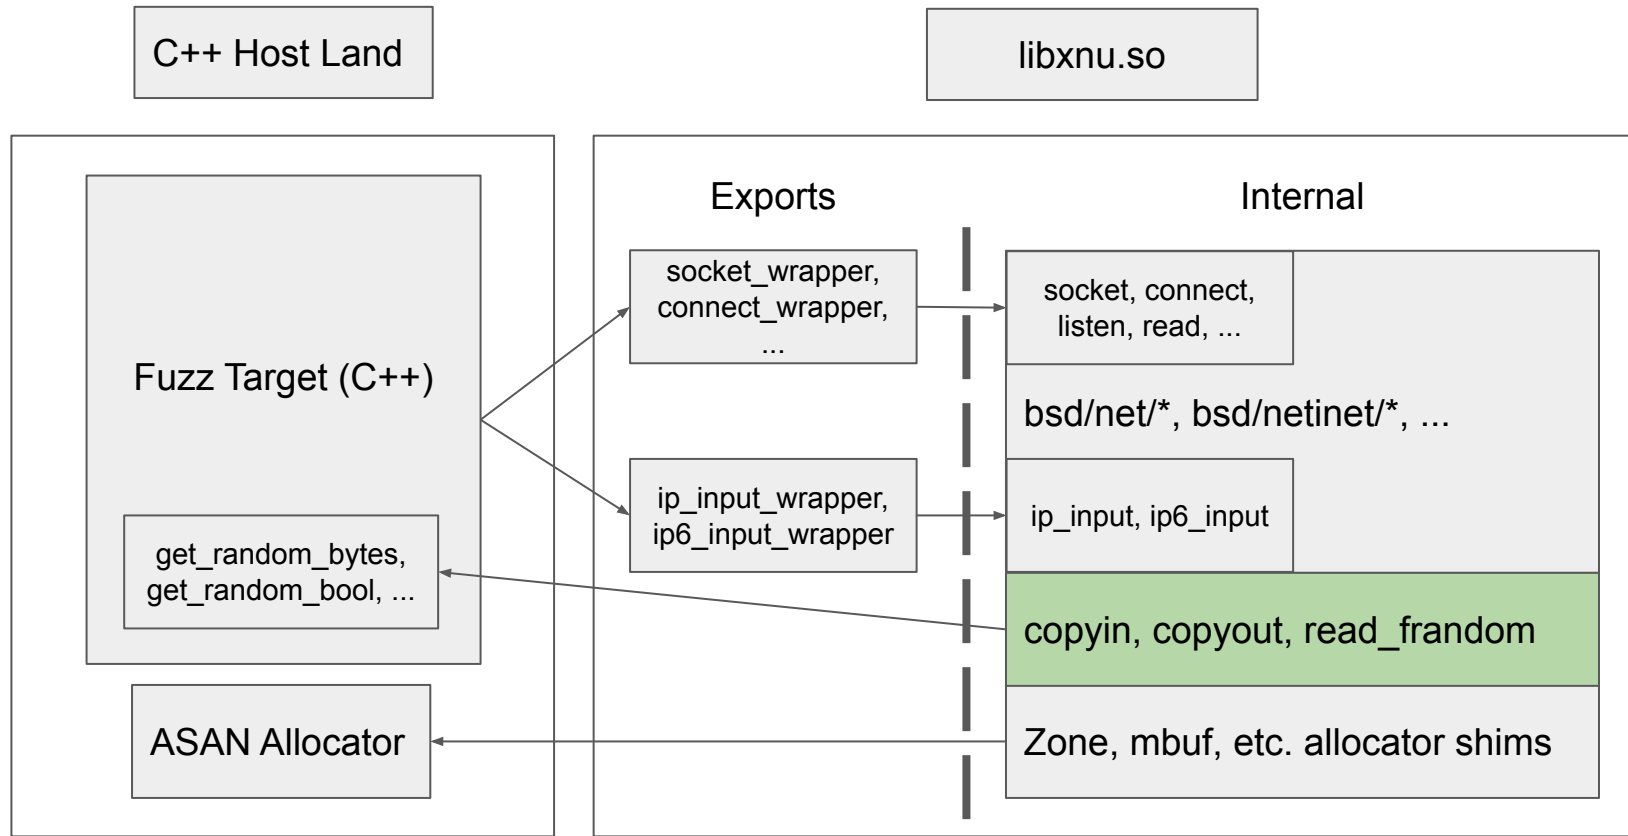 C++ Host Land
libxnu.so
Exports
Internal
Fuzz Target (C++)
get_random_bytes,
get_random_bool, ...
ASAN Allocator
socket_wrapper,
connect_wrapper,
...
ip_input_wrapper,
ip6_input_wrapper
socket, connect,
listen, read, ...
bsd/net/*, bsd/netinet/*, ...
ip_input, ip6_input
copyin, copyout, read_frandom
Zone, mbuf, etc. allocator shims